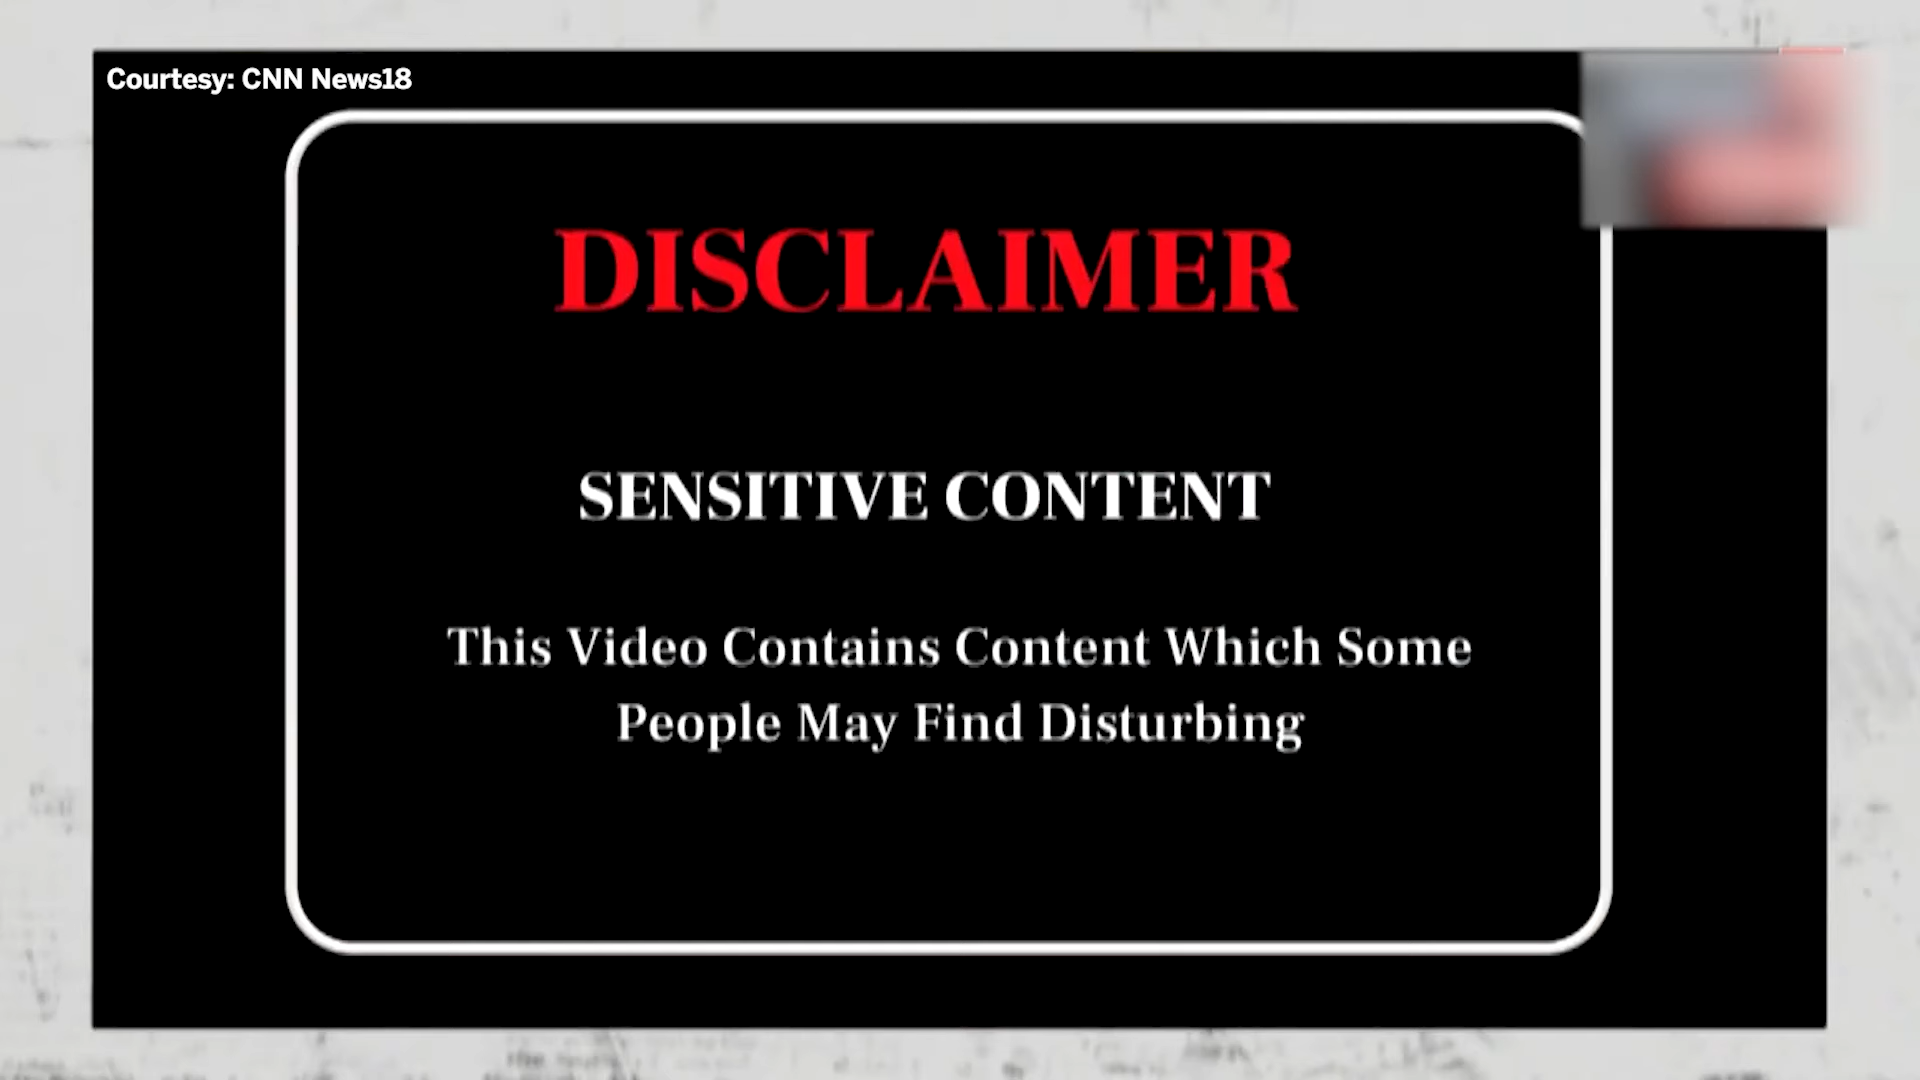 Courtesy: CNN News18
DISCLAIMER
SENSITIVE CONTENT
This Video Contains Content Which Some
People May Find Disturbing